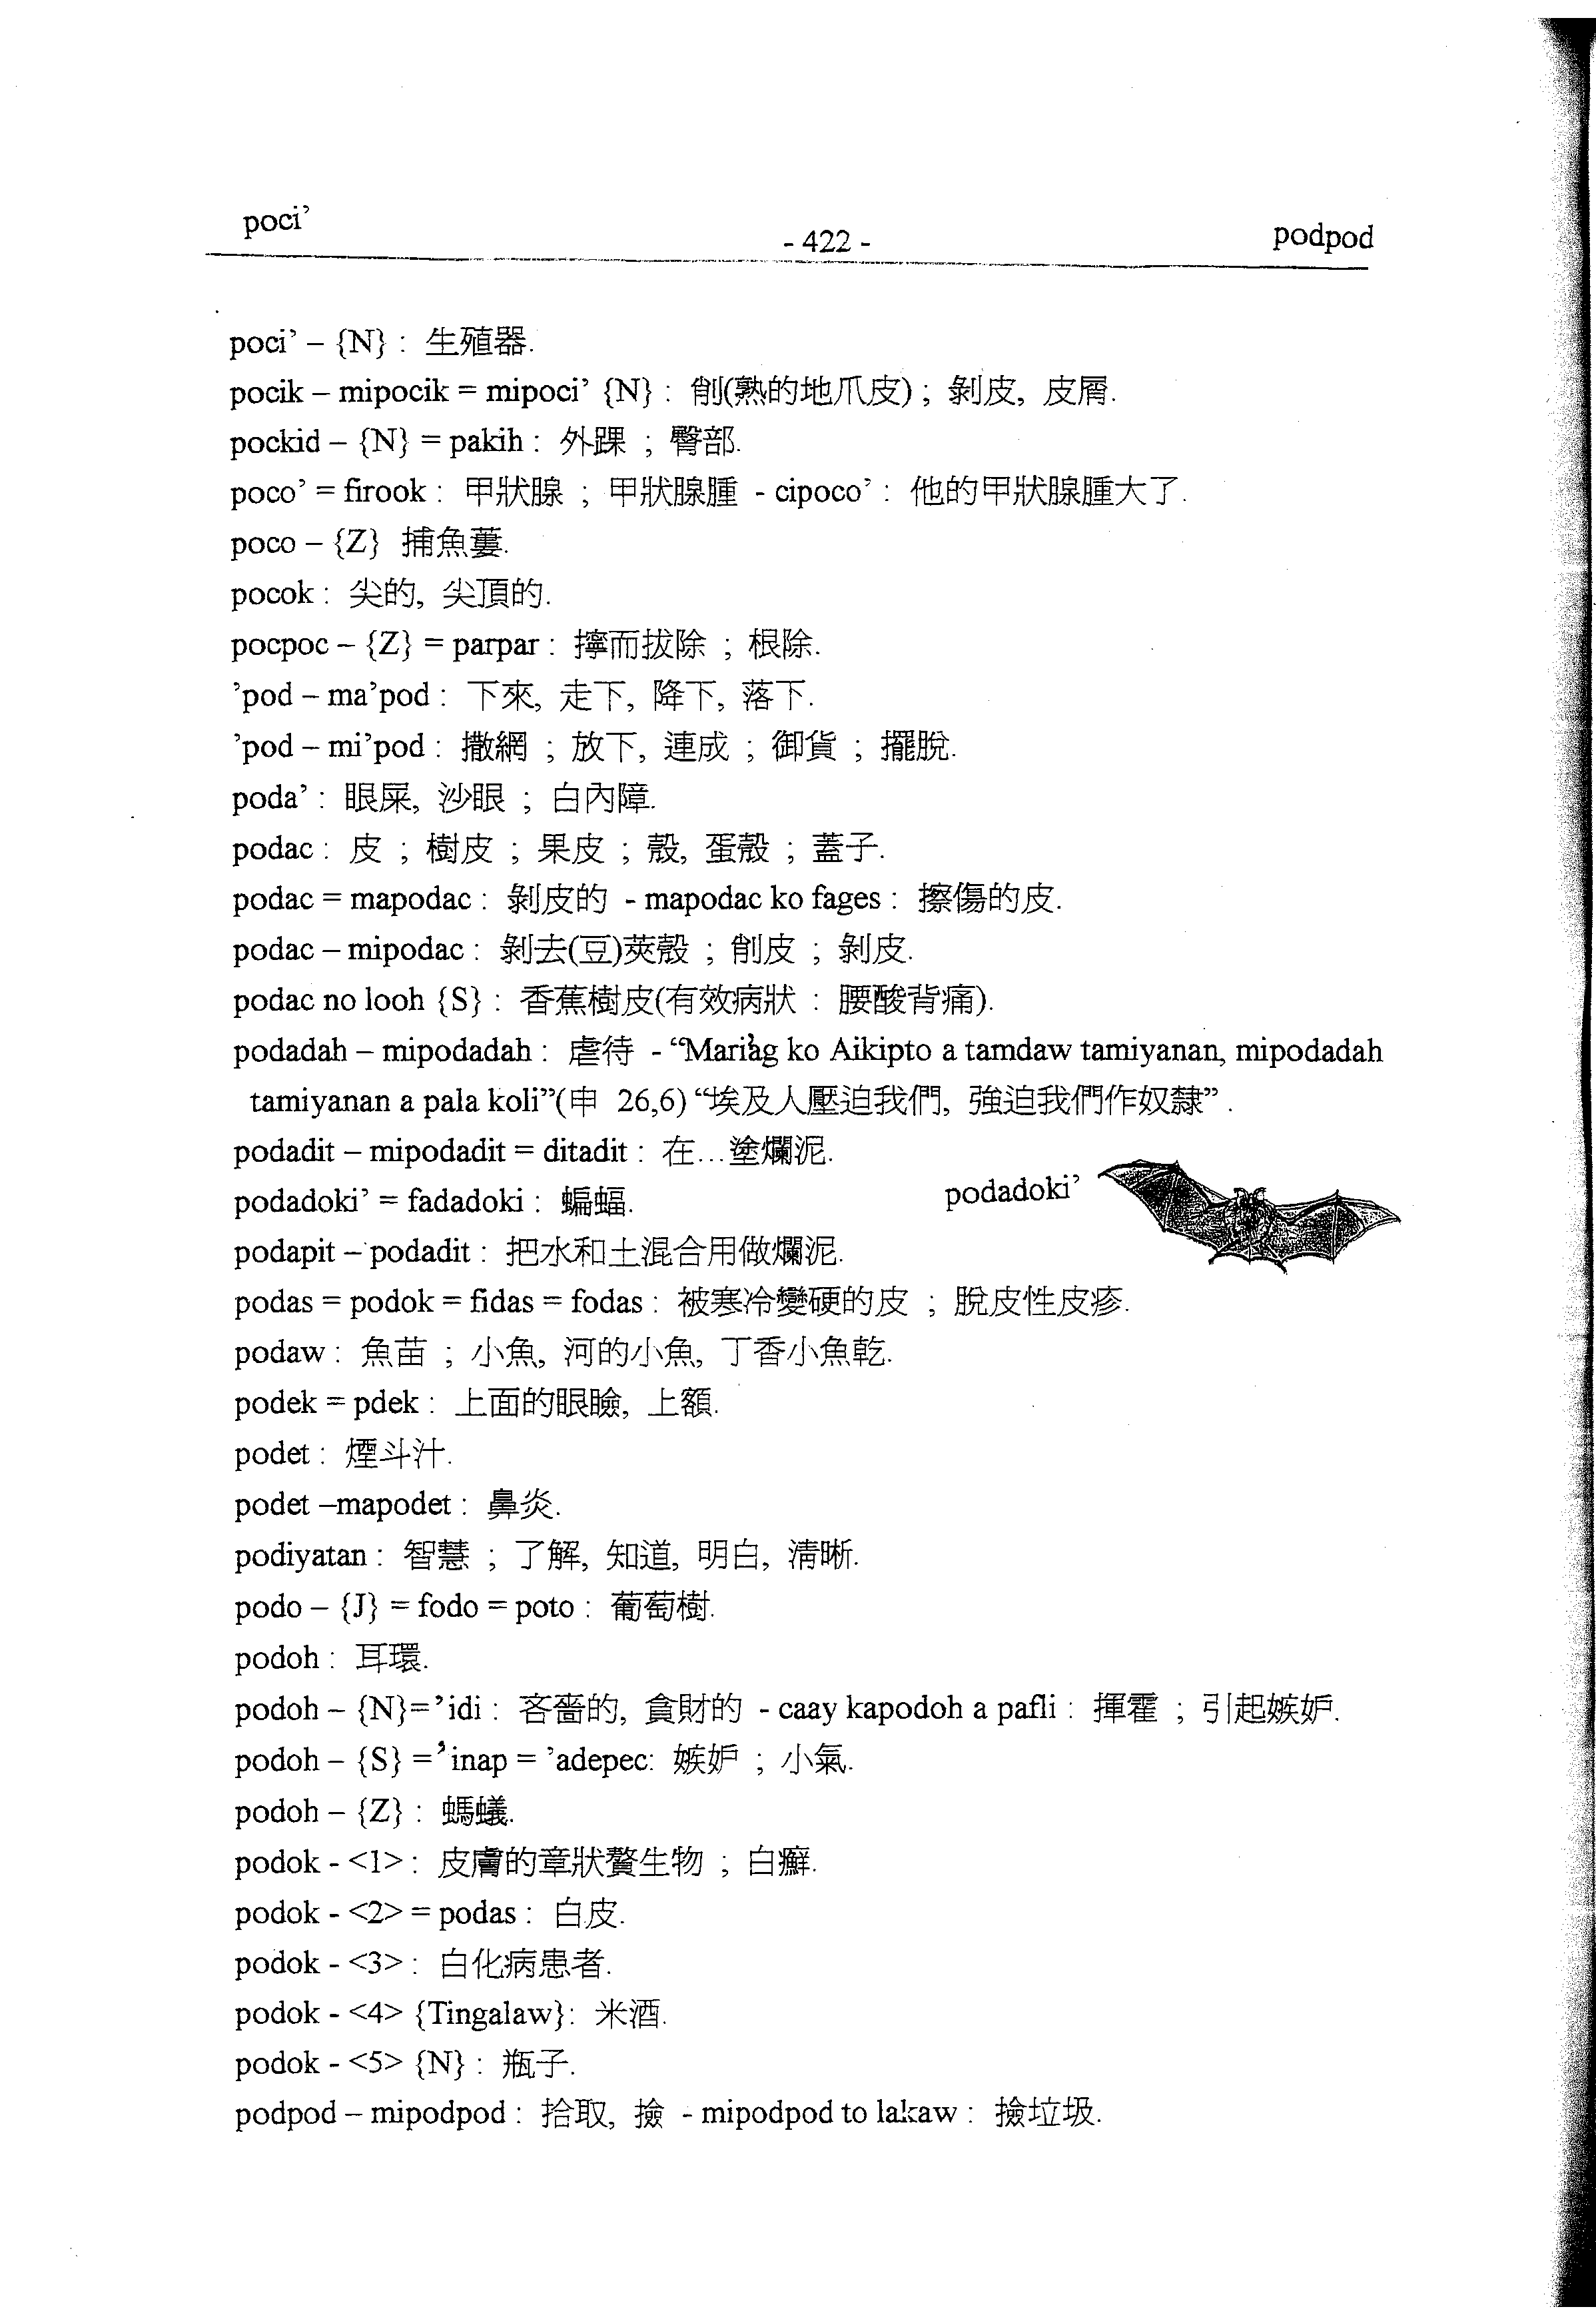 poci’
- 422 -
podpod
poci’ – {N} : 生殖器.
pocik – mipocik = mipoci’ {N} : 削(熟的地爪皮) ; 剝皮, 皮屑.
pockid – {N} = pakih : 外踝 ; 臀部.
poco’ = firook : 甲狀腺 ; 甲狀腺腫 - cipoco’ : 他的甲狀腺腫大了.
poco – {Z} 捕魚蔞.
pocok : 尖的, 尖頂的.
pocpoc – {Z} = parpar : 擰而拔除 ; 根除.
’pod – ma’pod : 下來, 走下, 降下, 落下.
’pod – mi’pod : 撒網 ; 放下, 連成 ; 御貨 ; 擺脫.
poda’ : 眼屎, 沙眼 ; 白內障.
podac : 皮 ; 樹皮 ; 果皮 ; 殼, 蛋殼 ; 蓋子.
podac = mapodac : 剝皮的 - mapodac ko fages : 擦傷的皮.
podac – mipodac : 剝去(豆)莢殼 ; 削皮 ; 剝皮.
podac no looh {S} : 香蕉樹皮(有效病狀 : 腰酸背痛).
podadah – mipodadah : 虐待 - “Mariàg ko Aikipto a tamdaw tamiyanan, mipodadah
tamiyanan a pala koli”(申 26,6) “埃及人壓迫我們, 強迫我們作奴隸” .
podadit – mipodadit = ditadit : 在…塗爛泥.
podadoki’ = fadadoki : 蝙蝠.
podadoki’
podapit – podadit : 把水和土混合用做爛泥.
podas = podok = fidas = fodas : 被寒冷變硬的皮 ; 脫皮性皮疹.
podaw : 魚苗 ; 小魚, 河的小魚, 丁香小魚乾.
podek = pdek : 上面的眼瞼, 上額.
podet : 煙斗汁.
podet –mapodet : 鼻炎.
podiyatan : 智慧 ; 了解, 知道, 明白, 清晰.
podo – {J} = fodo = poto : 葡萄樹.
podoh : 耳環.
podoh – {N}=’idi : 吝嗇的, 貪財的 - caay kapodoh a pafli : 揮霍 ; 引起嫉妒.
podoh – {S} =’inap = ’adepec: 嫉妒 ; 小氣.
podoh – {Z} : 螞蟻.
podok - <1> : 皮膚的章狀贅生物 ; 白癬.
podok - <2> = podas : 白皮.
podok - <3> : 白化病患者.
podok - <4> {Tingalaw}: 米酒.
podok - <5> {N} : 瓶子.
podpod – mipodpod : 拾取, 撿 - mipodpod to lakaw : 撿垃圾.